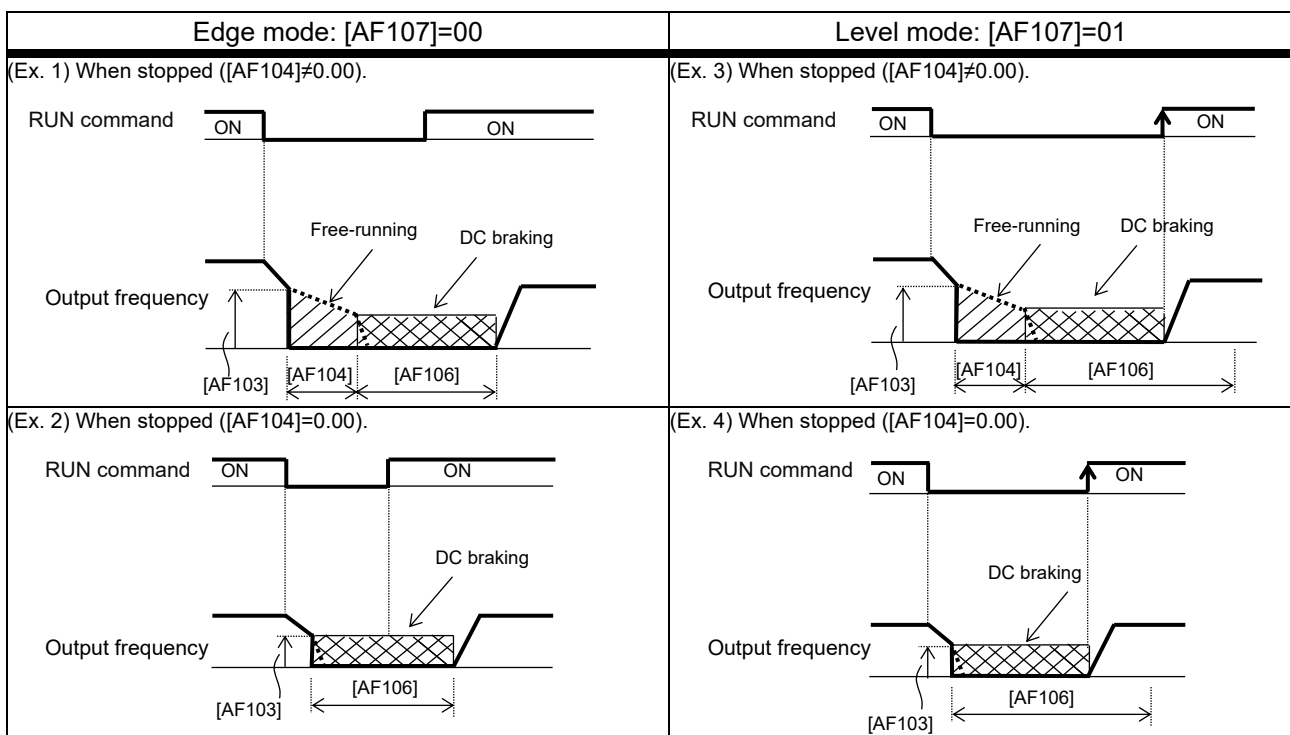 Edge mode: [AF107]=00
Level mode: [AF107]=01
(Ex. 1) When stopped ([AF104]≠0.00).
RUN command
ON
ON
Free-running
DC braking
Output frequency
[AF103]
[AF104]
[AF106]
(Ex. 3) When stopped ([AF104]≠0.00).
RUN command
ON
ON
Free-running
DC braking
Output frequency
[AF103]
[AF104]
[AF106]
(Ex. 2) When stopped ([AF104]=0.00).
RUN command
ON
ON
DC braking
Output frequency
[AF103]
[AF106]
(Ex. 4) When stopped ([AF104]=0.00).
RUN command
ON
ON
DC braking
Output frequency
[AF103]
[AF106]